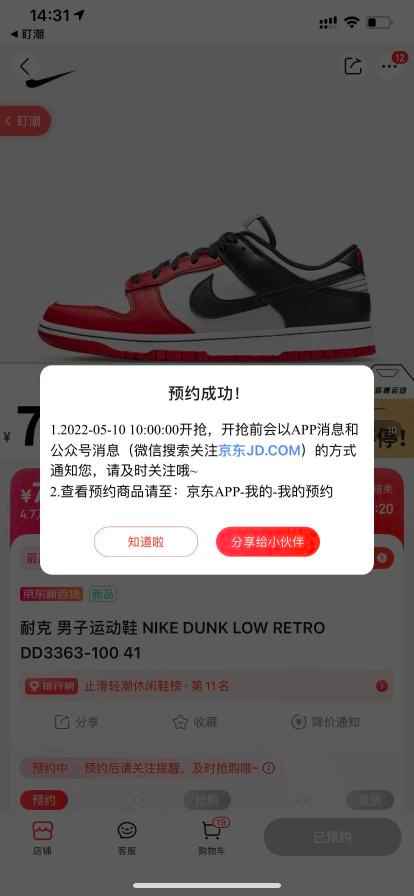 14:31
盯潮
12
盯潮
预约成功！
1.2022-05-10 10:00:00开抢，开抢前会以APP消息和
公众号消息（微信搜索关注京东JD.COM）的方式
通知您，请及时关注哦~
2.查看预约商品请至：京东APP-我的-我的预约
知道啦
分享给小伙伴
¥
7
停！
:20
京东新百货
耐克 男子运动鞋 NIKE DUNK LOW RETRO
DD3363-100 41
排行榜
止滑轻潮休闲鞋榜·第11名
分享
收藏
降价通知
预约中
预约后请关注提醒，及时抢购哦~
预约
抢购
店铺
客服
19
购物车
已预约